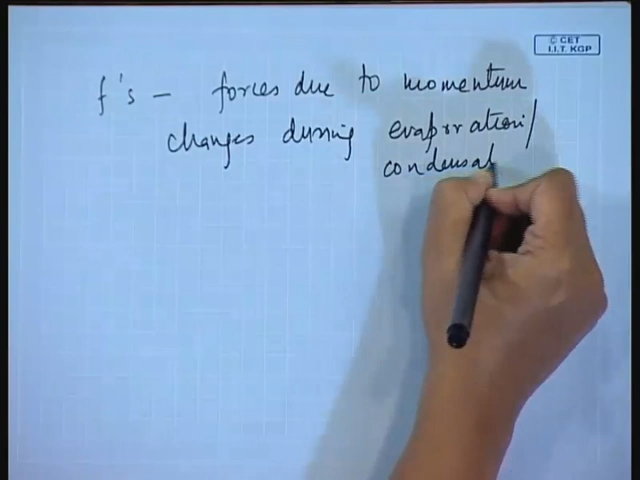 © CET
I.I.T. KGP
f's - forces due to momentum
changes during evaporation/
condensat